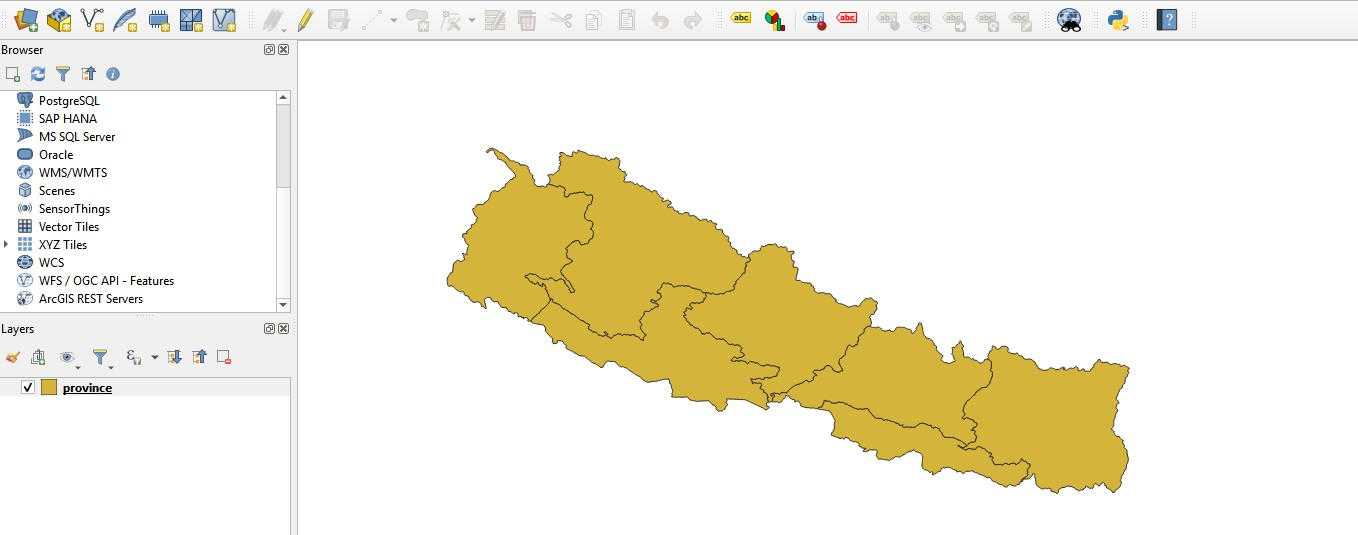 abc
ab
abc
?
Browser
PostgreSQL
SAP HANA
MS SQL Server
Oracle
WMS/WMTS
Scenes
SensorThings
Vector Tiles
XYZ Tiles
WCS
WFS / OGC API - Features
ArcGIS REST Servers
Layers
province